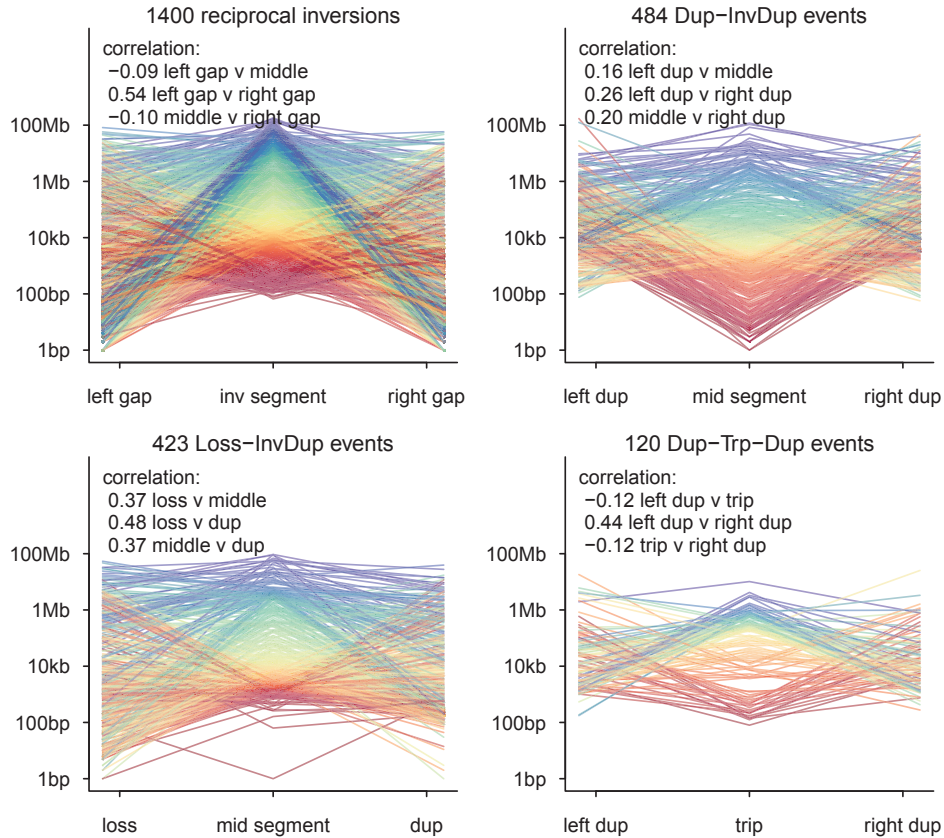 1400 reciprocal inversions
correlation:
−0.09 left gap v middle
0.54 left gap v right gap
−0.10 middle v right gap
100Mb
1Mb
10kb
100bp
1bp
left gap
inv segment
right gap
484 Dup−InvDup events
correlation:
0.16 left dup v middle
0.26 left dup v right dup
0.20 middle v right dup
100Mb
1Mb
10kb
100bp
1bp
left dup
mid segment
right dup
423 Loss−InvDup events
correlation:
0.37 loss v middle
0.48 loss v dup
0.37 middle v dup
100Mb
1Mb
10kb
100bp
1bp
loss
mid segment
dup
120 Dup−Trp−Dup events
correlation:
−0.12 left dup v trip
0.44 left dup v right dup
−0.12 trip v right dup
100Mb
1Mb
10kb
100bp
1bp
left dup
trip
right dup